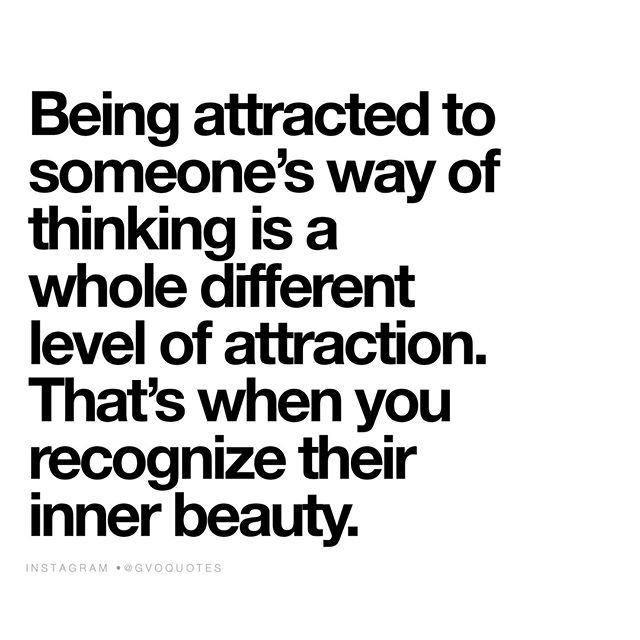 Being attracted to
someone’s way of
thinking is a
whole different
level of attraction.
That’s when you
recognize their
inner beauty.
INSTAGRAM •@GVOQUOTES